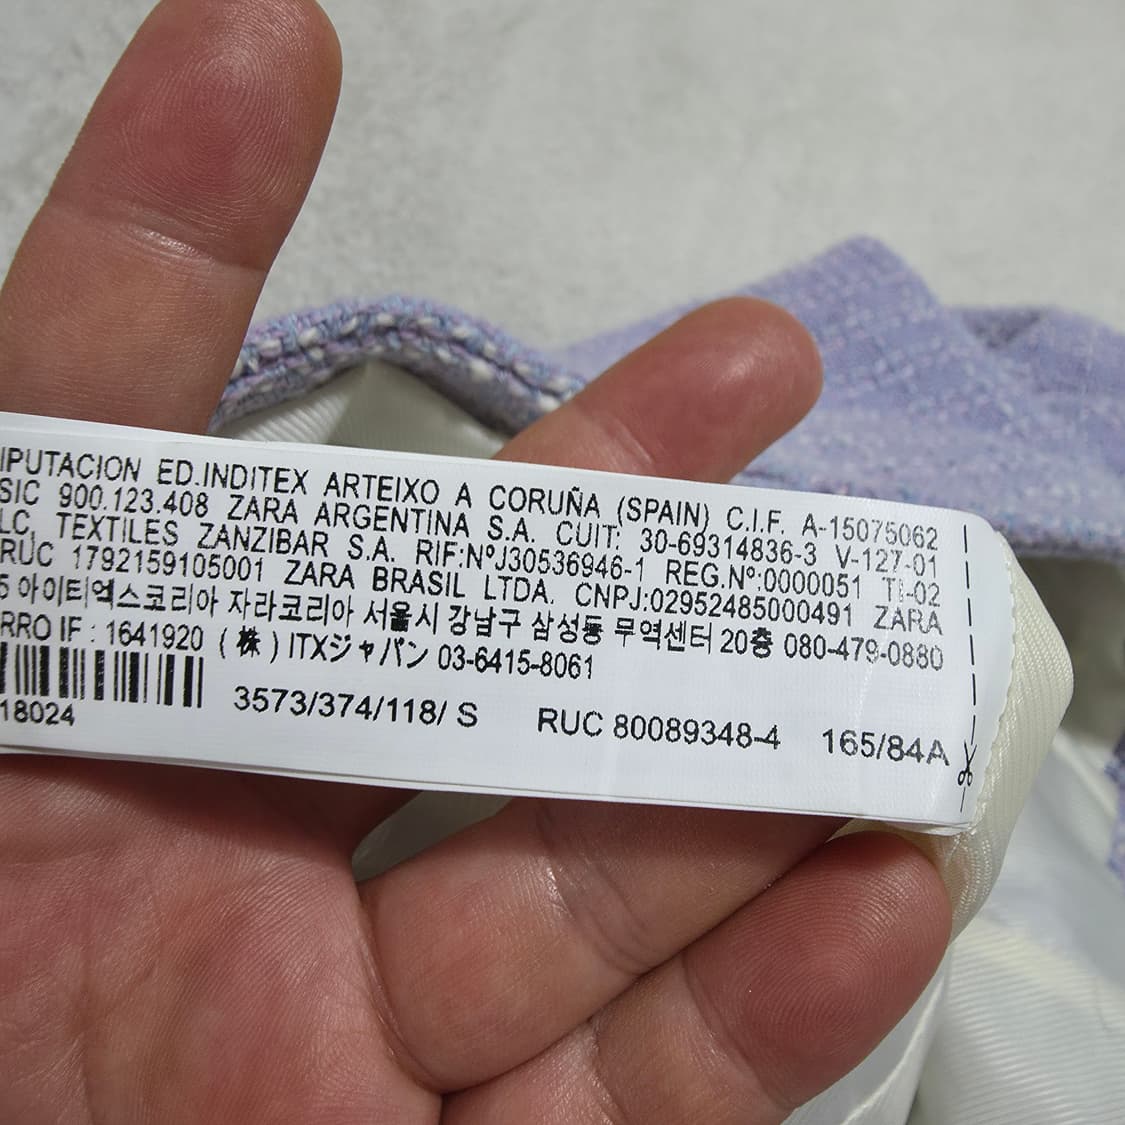 IPUTACION ED.INDITEX ARTEIXO A CORUÑA (SPAIN) C.I.F. A-15075062
SIC 900.123.408 ZARA ARGENTINA S.A. CUIT: 30-69314836-3 V-127-01
LC, TEXTILES ZANZIBAR S.A. RIF:NºJ30536946-1 REG.Nº:0000051 TI-02
RUC 1792159105001 ZARA BRASIL LTDA. CNPJ:02952485000491 ZARA
5 아이티엑스코리아 자라코리아 서울시 강남구 삼성동 무역센터 20층 080-479-0880
RRO IF : 1641920 (株) ITXジャパン 03-6415-8061
3573/374/118/ S RUC 80089348-4 165/84A
18024